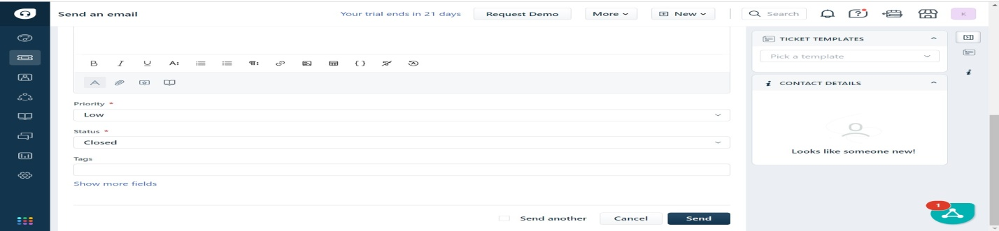 Send an email
Your trial ends in 21 days
Request Demo
More
New
Search
K
TICKET TEMPLATES
Pick a template
CONTACT DETAILS
Looks like someone new!
Priority *
Low
Status *
Closed
Tags
Show more fields
Send another
Cancel
Send
1